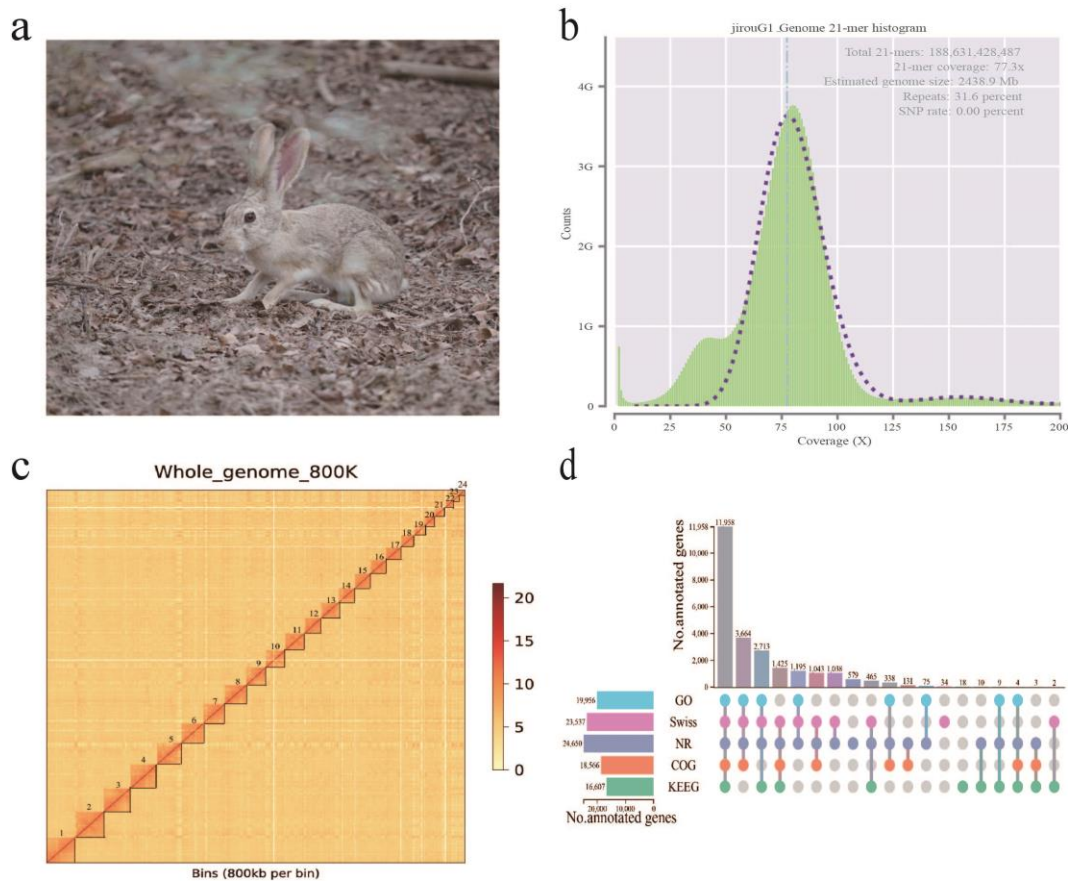 a
b
jirouG1 Genome 21-mer histogram
Total 21-mers: 188,631,428,487
21-mer coverage: 77.3x
Estimated genome size: 2438.9 Mb
Repeats: 31.6 percent
SNP rate: 0.00 percent
4G
3G
2G
1G
0
Counts
0 25 50 75 100 125 150 175 200
Coverage (X)
c
Whole_genome_800K
1
2
3
4
5
6
7
8
9
10
11
12
13
14
15
16
17
18
19
20
21
22
23
24
Bins (800kb per bin)
20
15
10
5
0
d
No.annotated genes
11,958
10,000
8,000
6,000
4,000
2,000
0
11,958 3,664 2,713 1,425 1,195 1,043 1,038 579 465 338 131 75 34 18 10 9 4 3 2
19,956 GO
23,537 Swiss
24,650 NR
18,566 COG
16,607 KEEG
20,000 10,000 0
No.annotated genes